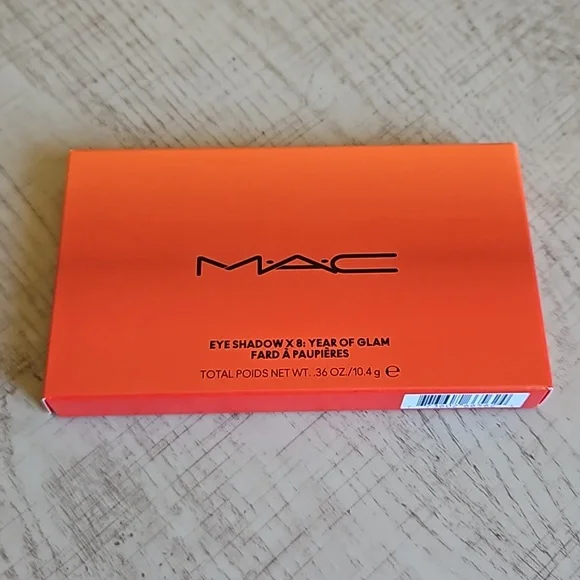 M·A·C
EYE SHADOW X 8: YEAR OF GLAM
FARD À PAUPIÈRES
TOTAL POIDS NET WT. .36 OZ./10.4 g ℮